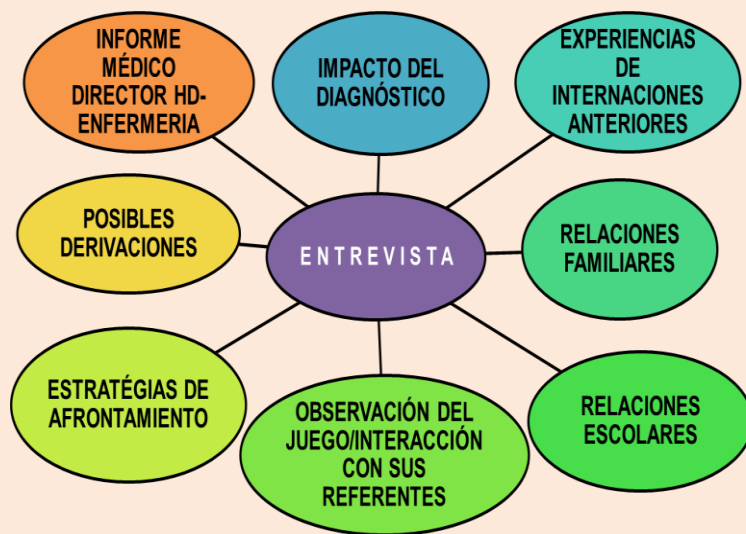 INFORME
MÉDICO
DIRECTOR HD-
ENFERMERIA
IMPACTO DEL
DIAGNÓSTICO
EXPERIENCIAS
DE
INTERNACIONES
ANTERIORES
POSIBLES
DERIVACIONES
ENTREVISTA
RELACIONES
FAMILIARES
ESTRATÉGIAS DE
AFRONTAMIENTO
OBSERVACIÓN DEL
JUEGO/INTERACCIÓN
CON SUS
REFERENTES
RELACIONES
ESCOLARES